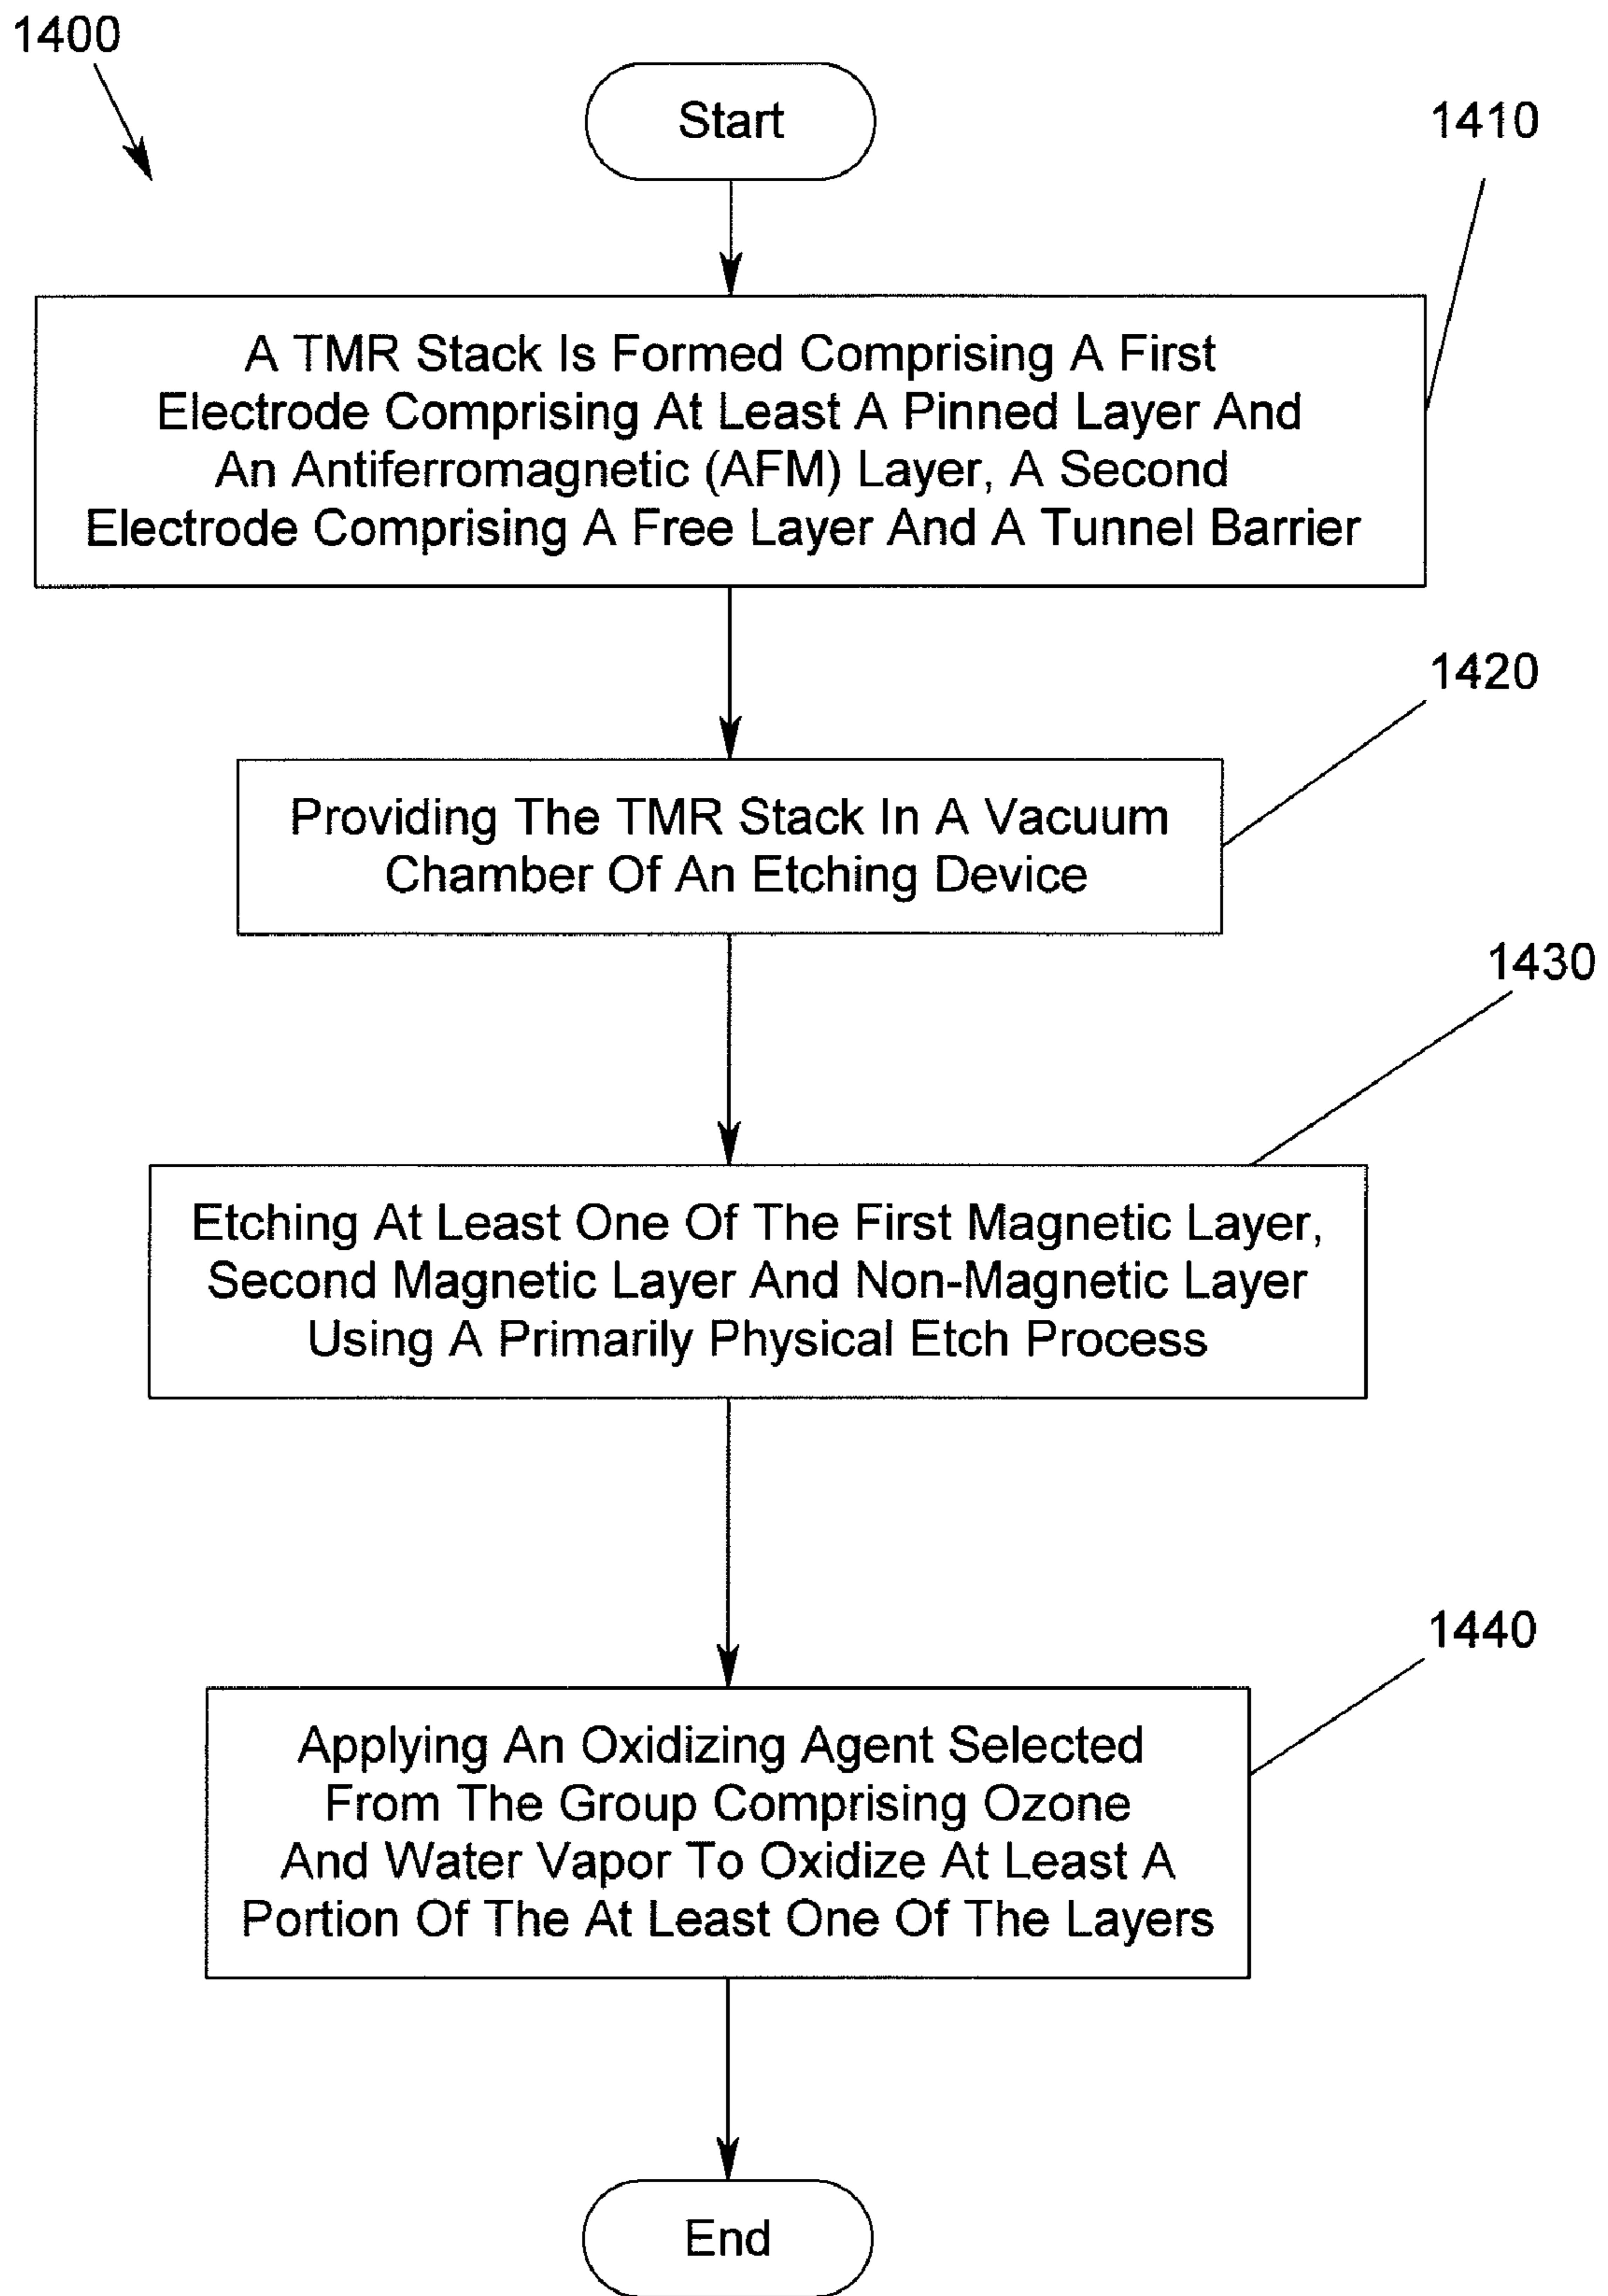 1400
Start
1410
A TMR Stack Is Formed Comprising A First
Electrode Comprising At Least A Pinned Layer And
An Antiferromagnetic (AFM) Layer, A Second
Electrode Comprising A Free Layer And A Tunnel Barrier
1420
Providing The TMR Stack In A Vacuum
Chamber Of An Etching Device
1430
Etching At Least One Of The First Magnetic Layer,
Second Magnetic Layer And Non-Magnetic Layer
Using A Primarily Physical Etch Process
1440
Applying An Oxidizing Agent Selected
From The Group Comprising Ozone
And Water Vapor To Oxidize At Least A
Portion Of The At Least One Of The Layers
End